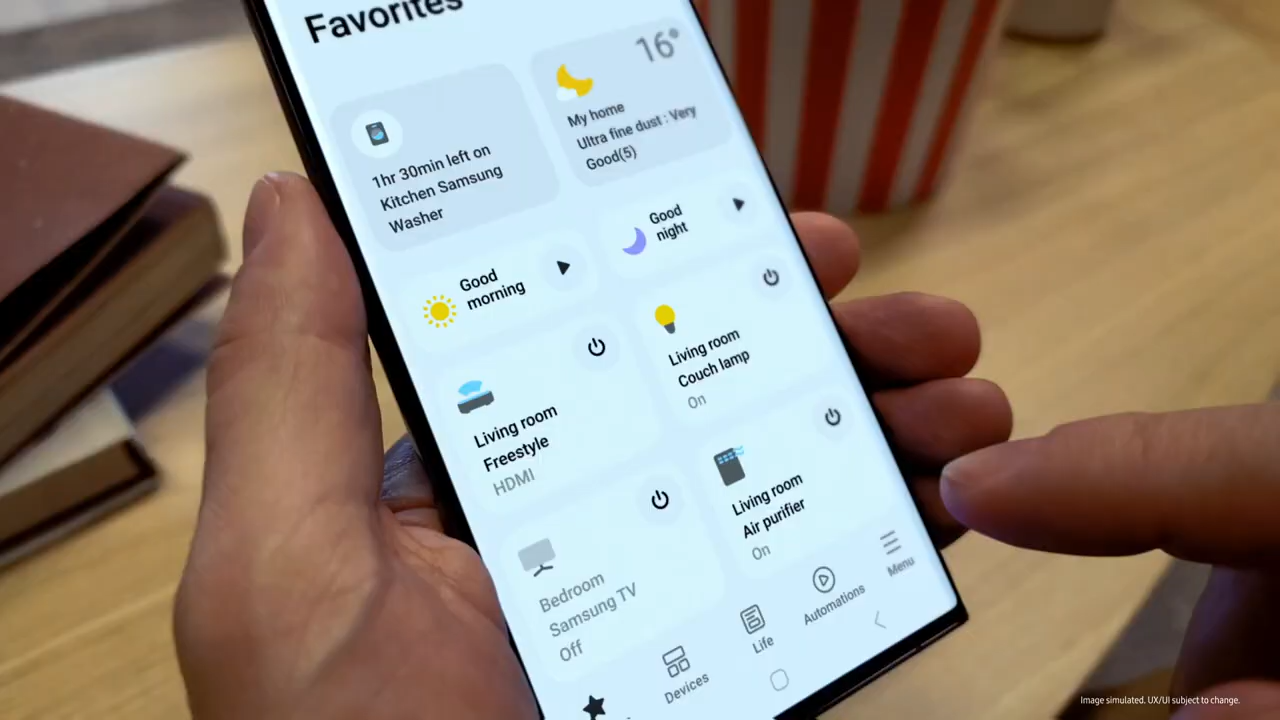 Favorites
1hr 30min left on
Kitchen Samsung
Washer
16°
My home
Ultra fine dust : Very
Good(5)
Good
morning
Good
night
Living room
Freestyle
HDMI
Living room
Couch lamp
On
Bedroom
Samsung TV
Off
Living room
Air purifier
On
Devices
Life
Automations
Menu
Image simulated. UX/UI subject to change.